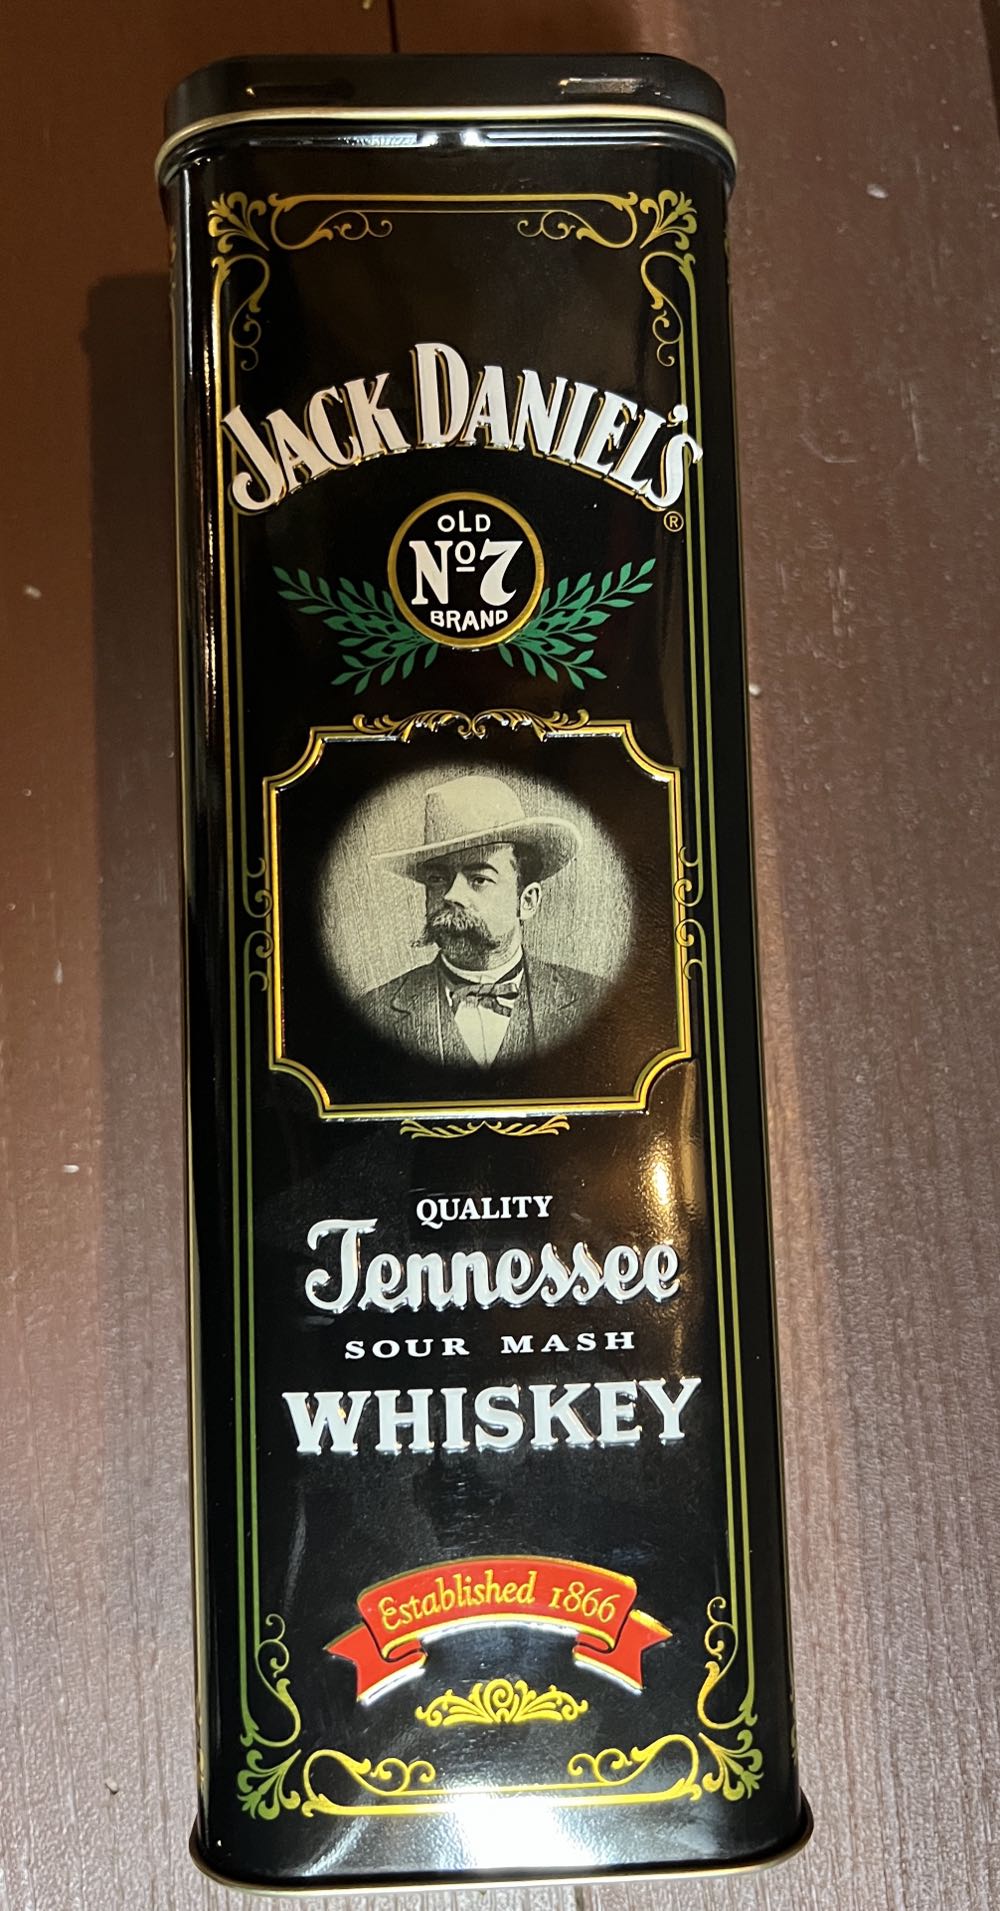 JACK DANIEL'S
®
OLD
Nº7
BRAND
QUALITY
Tennessee
SOUR MASH
WHISKEY
Established 1866